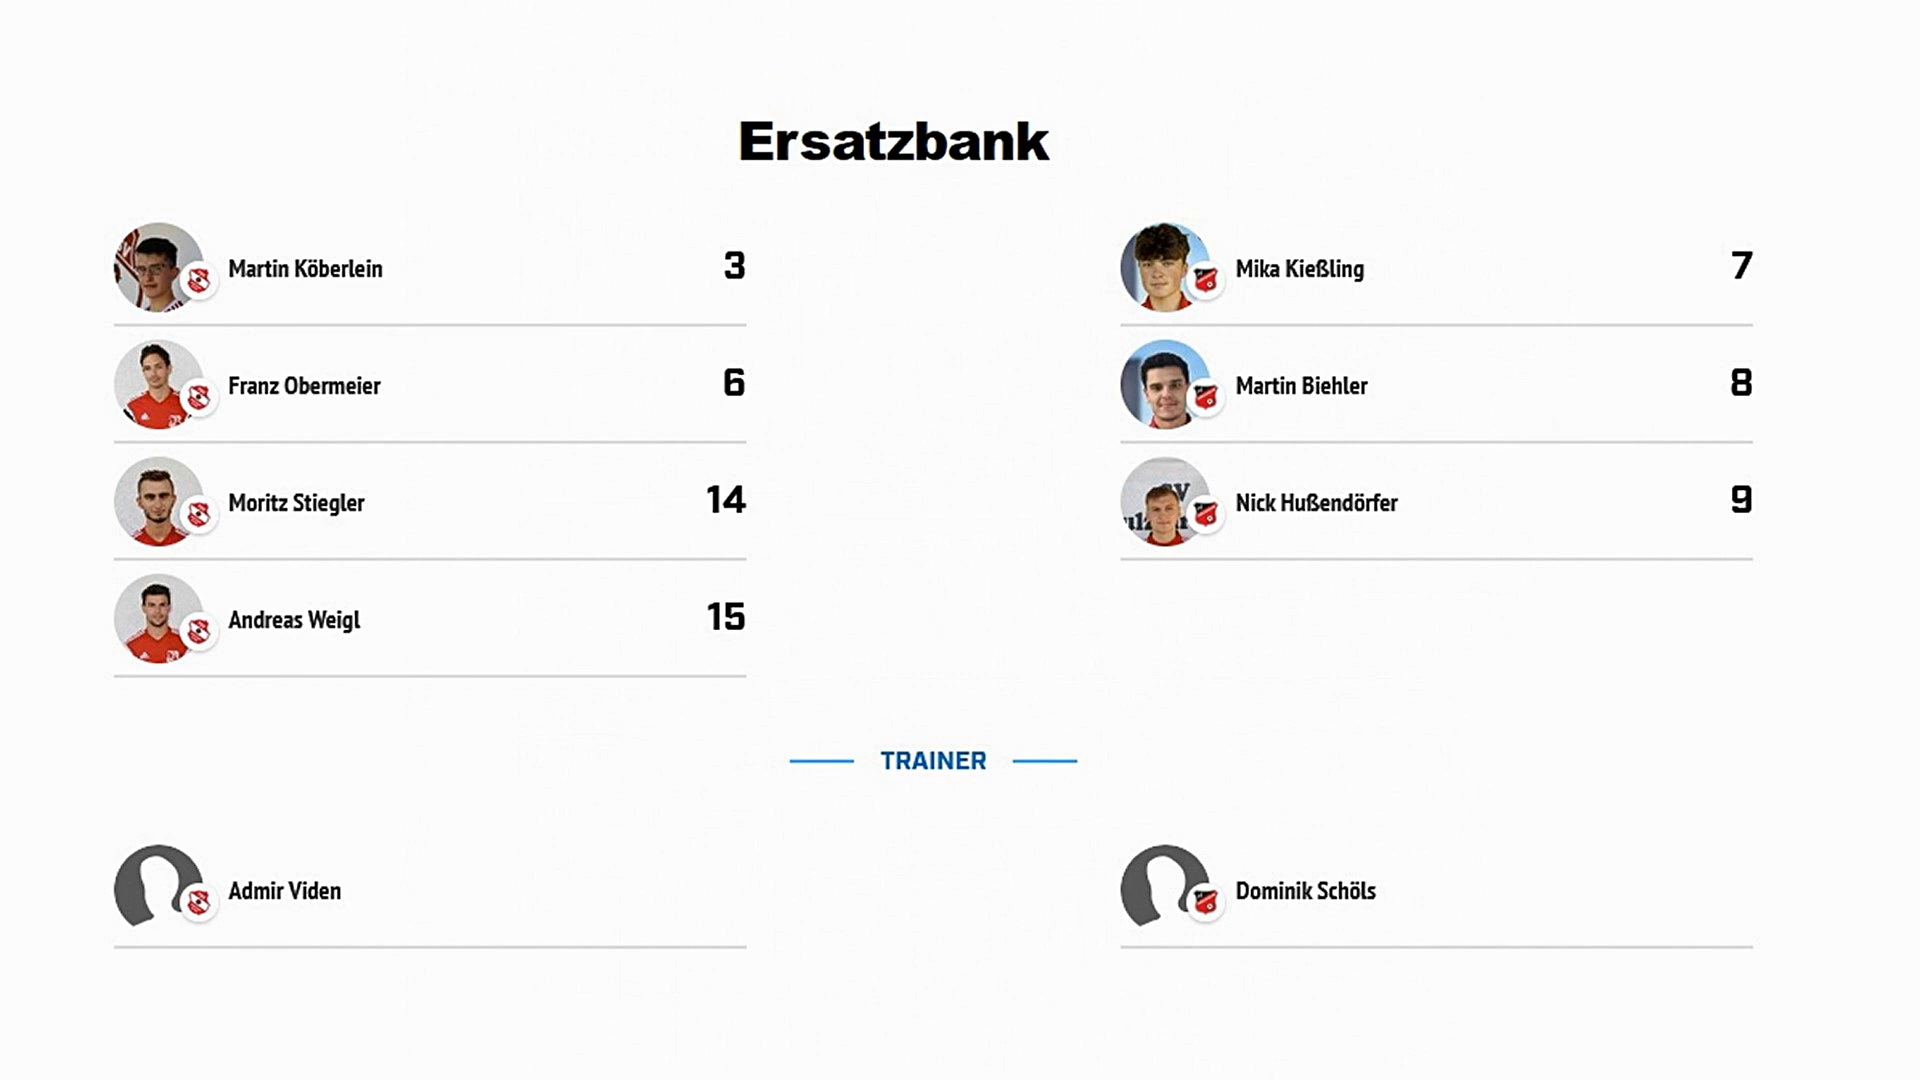 Ersatzbank
Martin Köberlein 3
Franz Obermeier 6
Moritz Stiegler 14
Andreas Weigl 15
Mika Kießling 7
Martin Biehler 8
Nick Hußendörfer 9
TRAINER
Admir Viden
Dominik Schöls